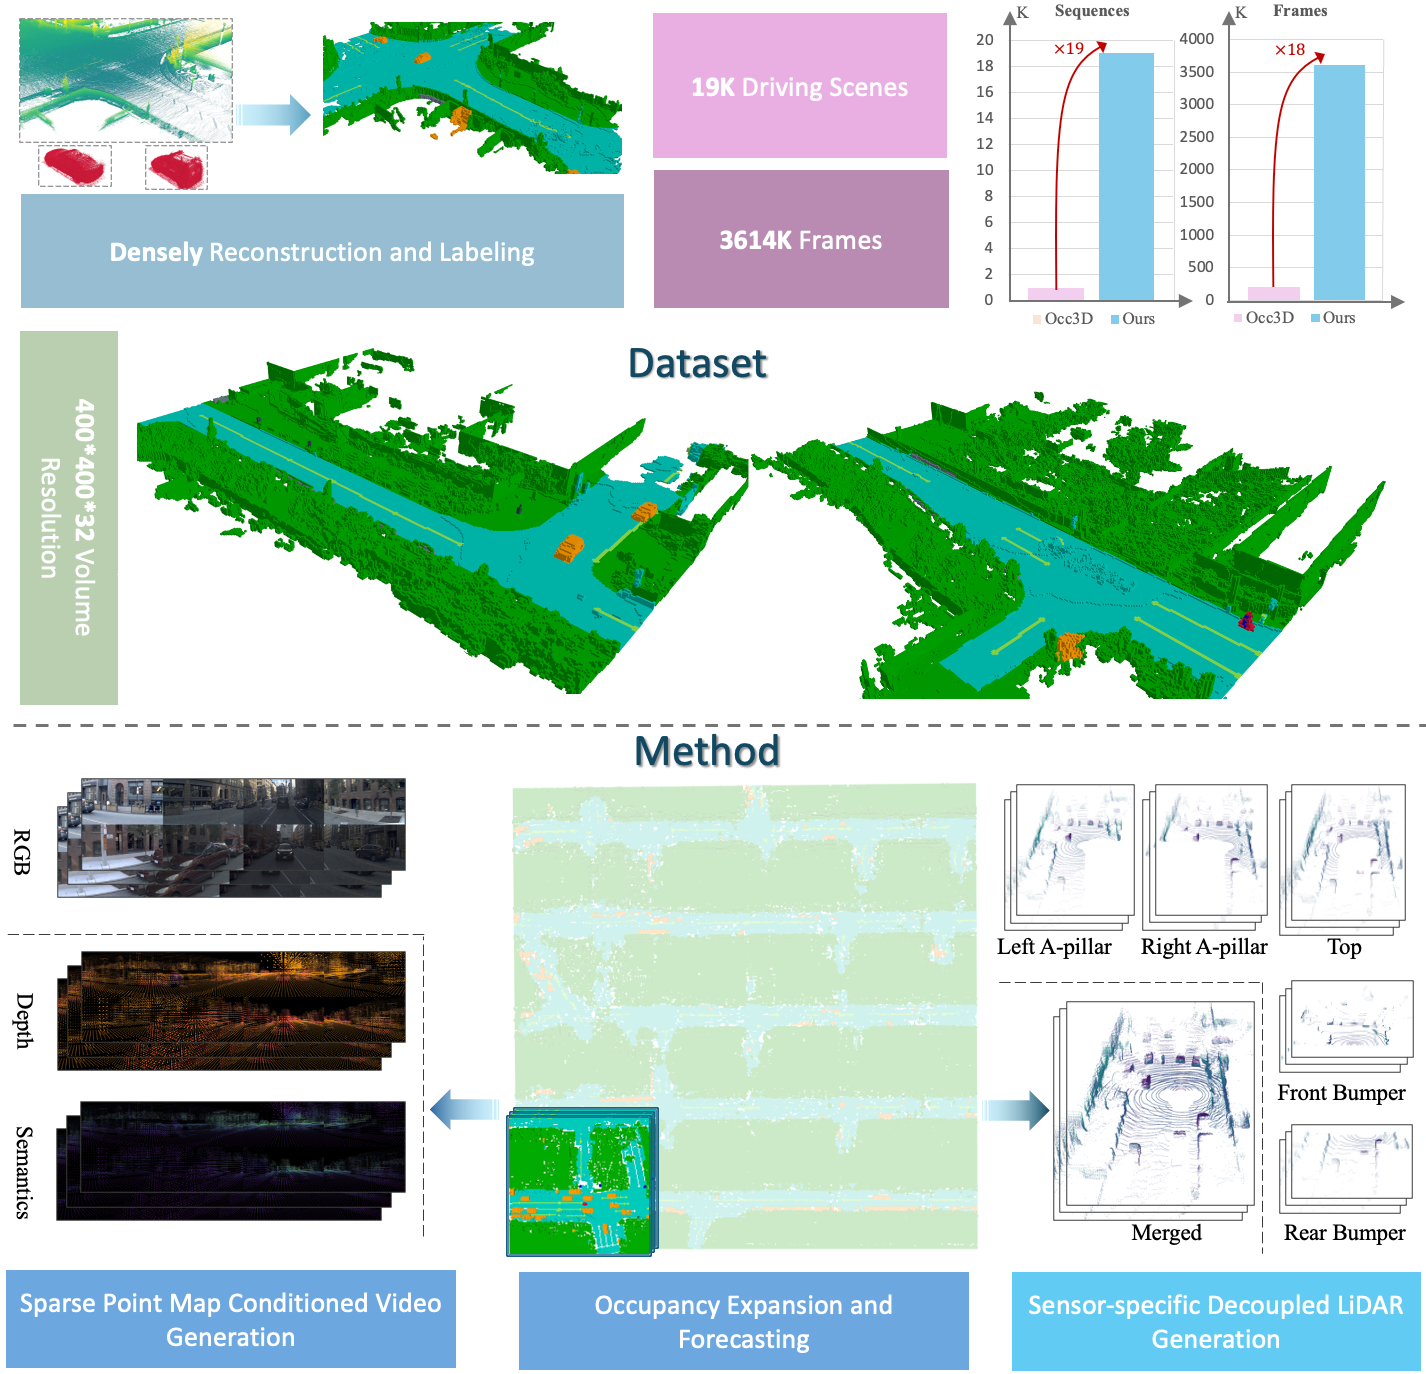 Densely Reconstruction and Labeling
19K Driving Scenes
3614K Frames
K
Sequences
20
18
16
14
12
10
8
6
4
2
0
×19
Occ3D
Ours
K
Frames
4000
3500
3000
2500
2000
1500
1000
500
0
×18
Occ3D
Ours
400*400*32 Volume
Resolution
Dataset
Method
RGB
Depth
Semantics
Left A-pillar
Right A-pillar
Top
Front Bumper
Merged
Rear Bumper
Sparse Point Map Conditioned Video
Generation
Occupancy Expansion and
Forecasting
Sensor-specific Decoupled LiDAR
Generation